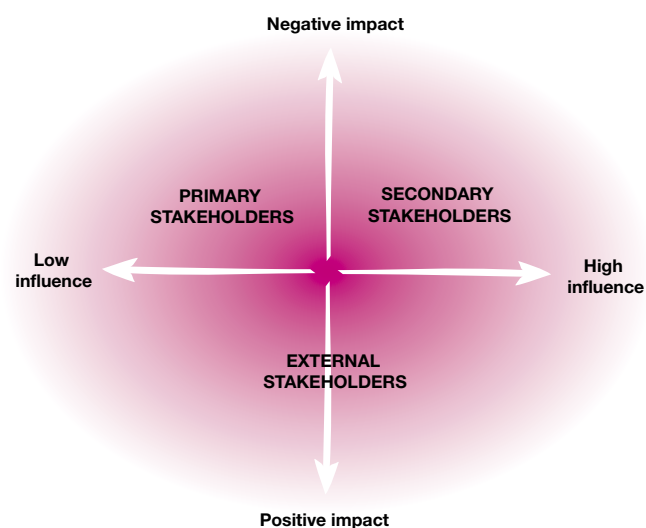 Negative impact
PRIMARY
STAKEHOLDERS
SECONDARY
STAKEHOLDERS
Low
influence
High
influence
EXTERNAL
STAKEHOLDERS
Positive impact